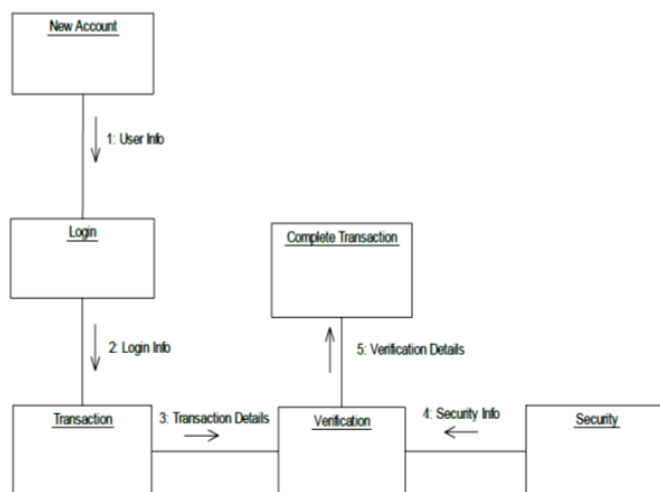 New Account
1: User Info
Login
Complete Transaction
2: Login Info
5: Verification Details
Transaction
3: Transaction Details
Verification
4: Security Info
Security